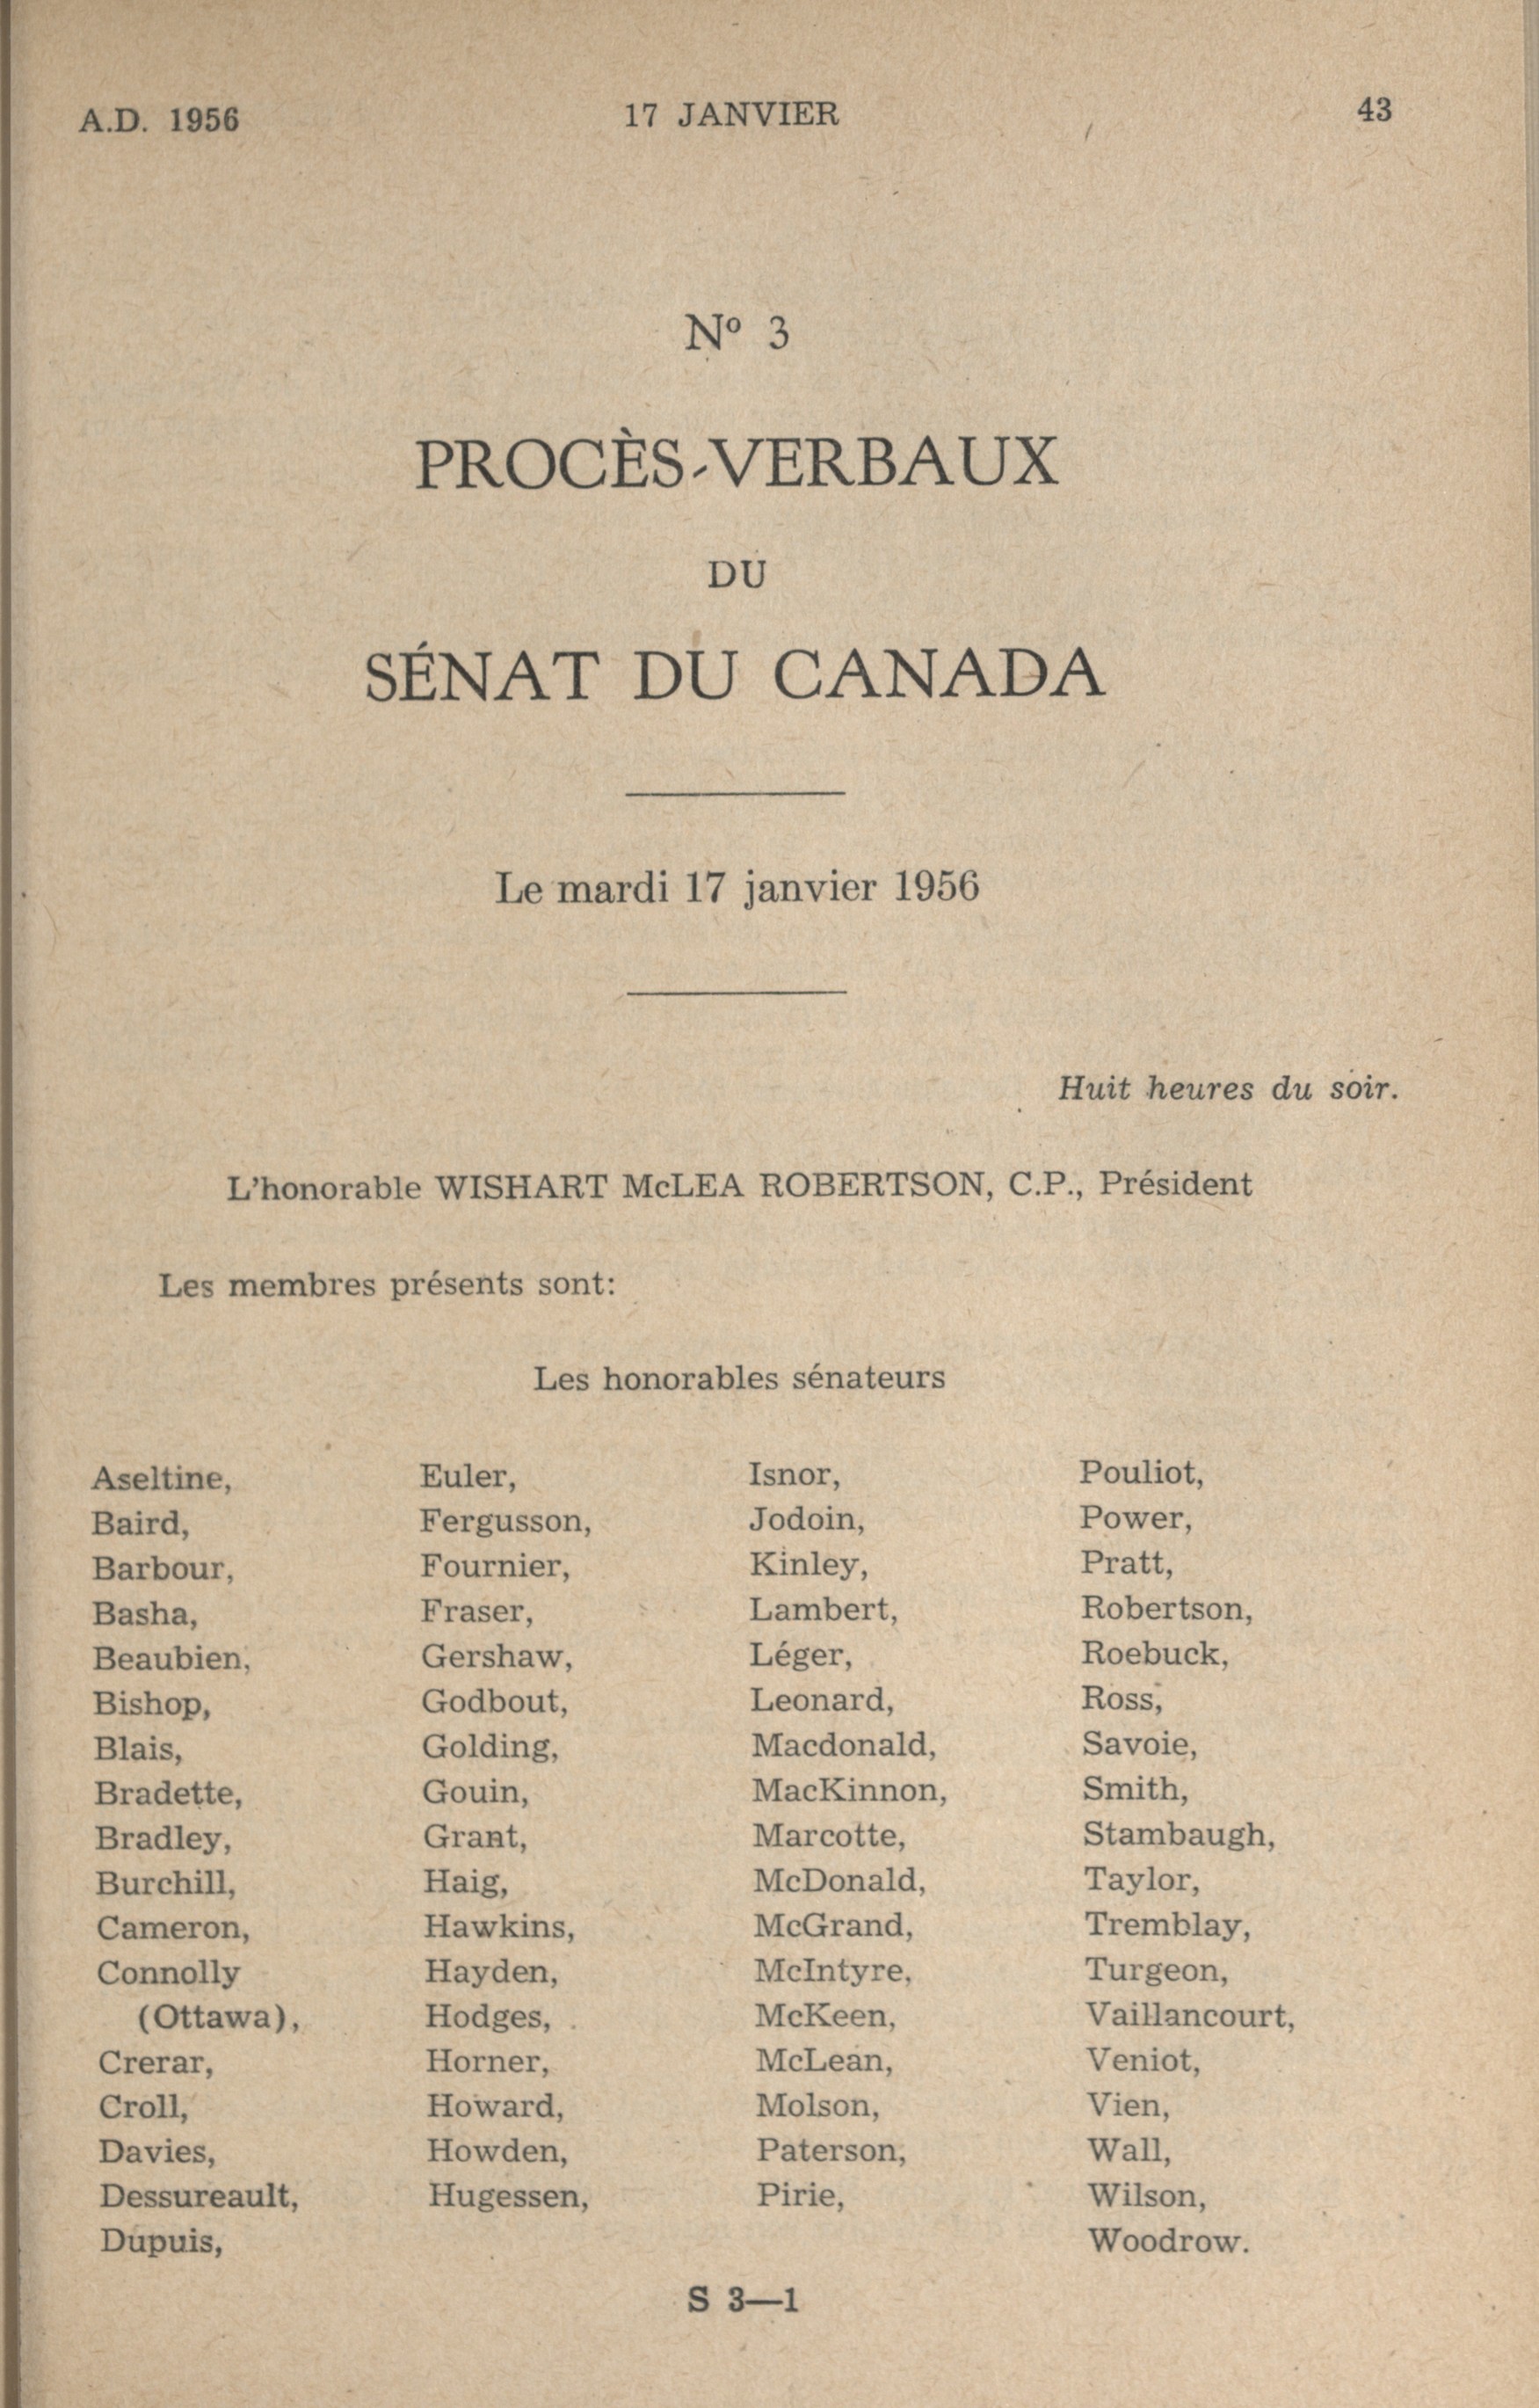 A.D. 1956
17 JANVIER
43
Nº 3
PROCÈS-VERBAUX
DU
SÉNAT DU CANADA
Le mardi 17 janvier 1956
Huit heures du soir.
L'honorable WISHART McLEA ROBERTSON, C.P., Président
Les membres présents sont:
Les honorables sénateurs
Aseltine,
Baird,
Barbour,
Basha,
Beaubien,
Bishop,
Blais,
Bradette,
Bradley,
Burchill,
Cameron,
Connolly
(Ottawa),
Crerar,
Croll,
Davies,
Dessureault,
Dupuis,
Euler,
Fergusson,
Fournier,
Fraser,
Gershaw,
Godbout,
Golding,
Gouin,
Grant,
Haig,
Hawkins,
Hayden,
Hodges,
Horner,
Howard,
Howden,
Hugessen,
Isnor,
Jodoin,
Kinley,
Lambert,
Léger,
Leonard,
Macdonald,
MacKinnon,
Marcotte,
McDonald,
McGrand,
McIntyre,
McKeen,
McLean,
Molson,
Paterson,
Pirie,
Pouliot,
Power,
Pratt,
Robertson,
Roebuck,
Ross,
Savoie,
Smith,
Stambaugh,
Taylor,
Tremblay,
Turgeon,
Vaillancourt,
Veniot,
Vien,
Wall,
Wilson,
Woodrow.
S 3—1